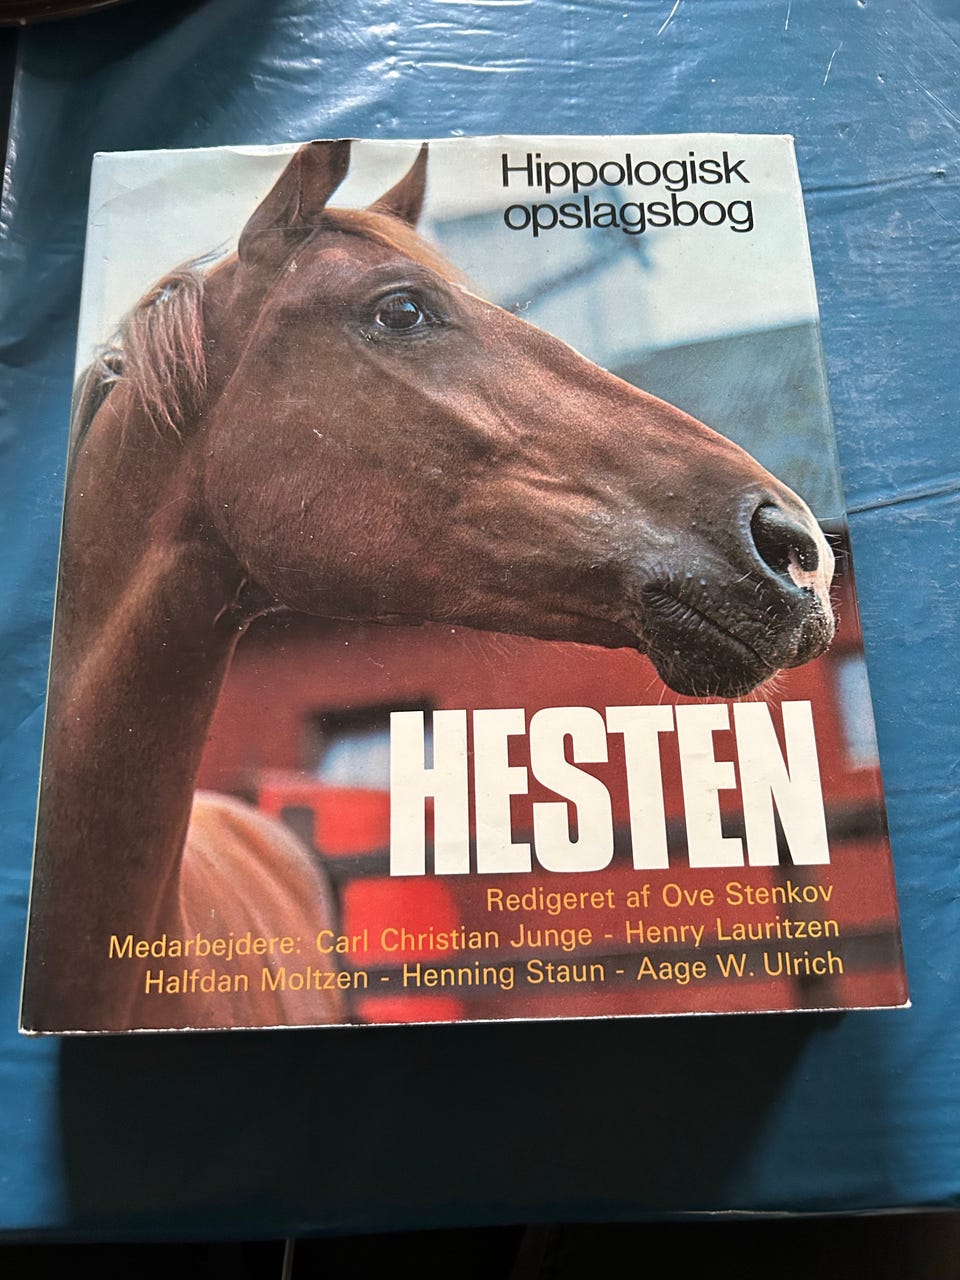 Hippologisk
opslagsbog
HESTEN
Redigeret af Ove Stenkov
Medarbejdere: Carl Christian Junge - Henry Lauritzen
Halfdan Moltzen - Henning Staun - Aage W. Ulrich